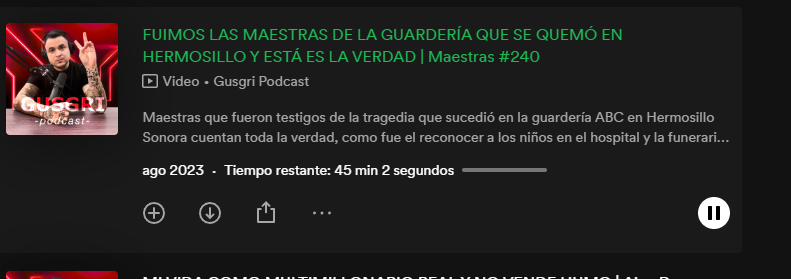 FUIMOS LAS MAESTRAS DE LA GUARDERÍA QUE SE QUEMÓ EN
HERMOSILLO Y ESTÁ ES LA VERDAD | Maestras #240
Video • Gusgri Podcast
GUSGRI
-podcast-
Maestras que fueron testigos de la tragedia que sucedió en la guardería ABC en Hermosillo
Sonora cuentan toda la verdad, como fue el reconocer a los niños en el hospital y la funerari...
ago 2023 · Tiempo restante: 45 min 2 segundos